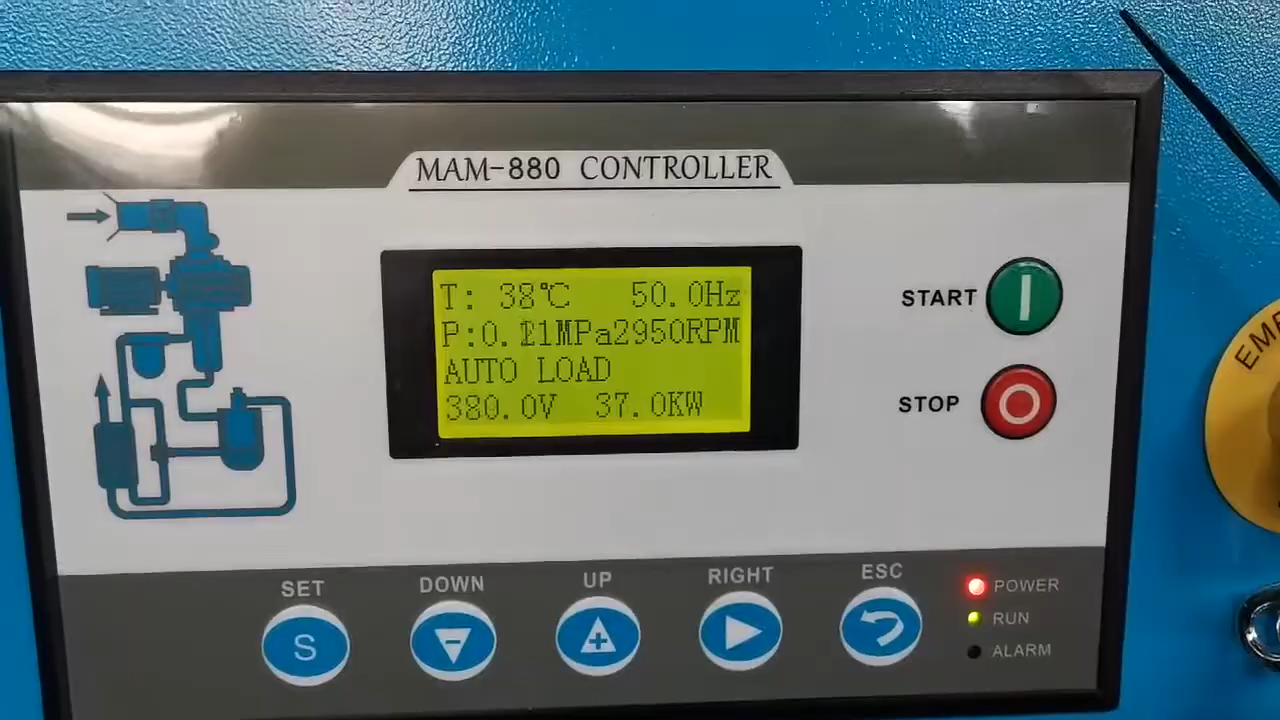 MAM-880 CONTROLLER
T: 38℃ 50.0Hz
MPa2950RPM
AUTO LOAD
380.0V 37.0KW
START
STOP
SET
DOWN
UP
RIGHT
ESC
S
POWER
RUN
ALARM